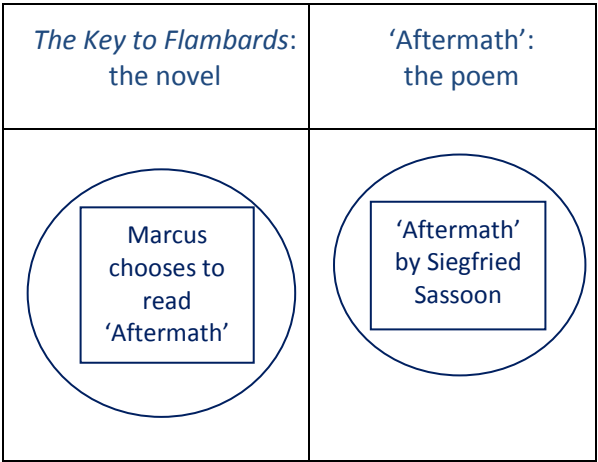 The Key to Flambards:
the novel
‘Aftermath’:
the poem
Marcus
chooses to
read
‘Aftermath’
‘Aftermath’
by Siegfried
Sassoon